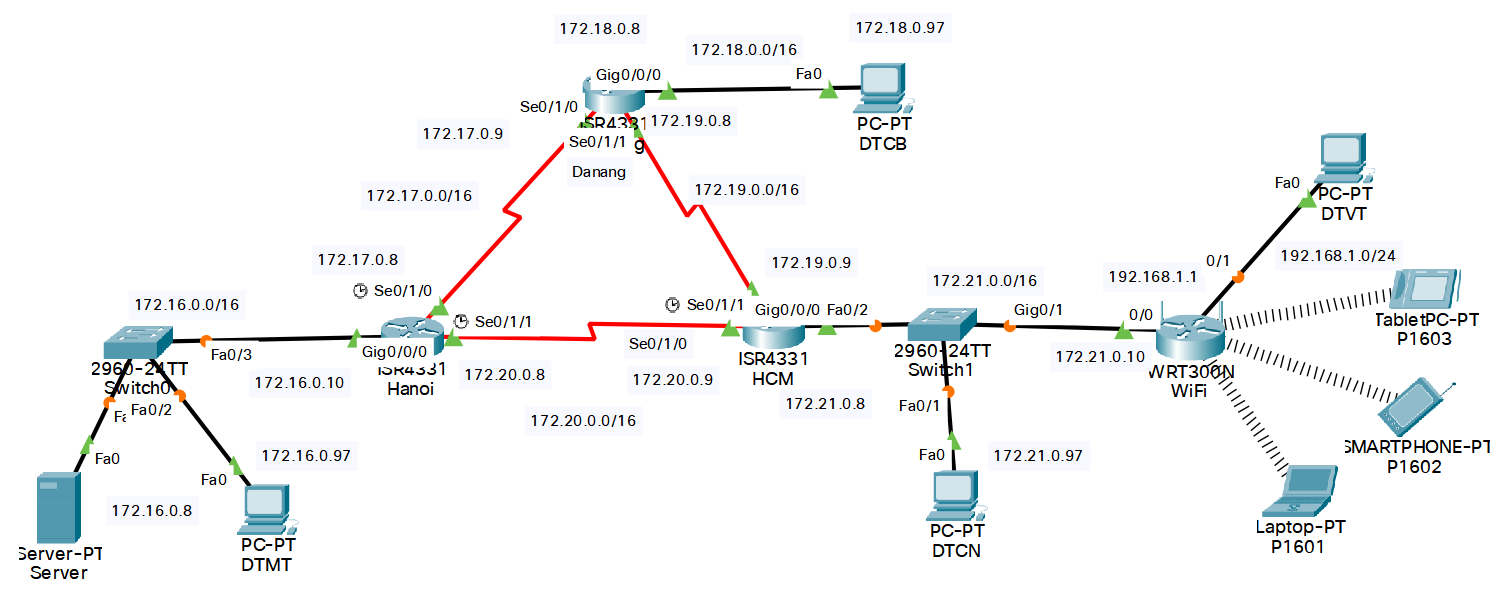 172.18.0.8
172.18.0.97
172.18.0.0/16
Gig0/0/0
Fa0
Se0/1/0
172.17.0.9
172.19.0.8
Se0/1/1
9
Danang
PC-PT
DTCB
172.17.0.0/16
172.19.0.0/16
Fa0
PC-PT
DTVT
172.17.0.8
172.19.0.9
192.168.1.0/24
0/1
192.168.1.1
172.21.0.0/16
Se0/1/0
Se0/1/1
172.16.0.0/16
Se0/1/1
Gig0/0/0
Fa0/2
Gig0/1
0/0
TabletPC-PT
P1603
Fa0/3
Gig0/0/0
ISR4331
Hanoi
Se0/1/0
ISR4331
HCM
2960-24TT
Switch1
172.21.0.10
WRT300N
WiFi
2960-24TT
Switch0
172.16.0.10
172.20.0.8
172.20.0.9
172.21.0.8
Fa0/1
Fa0/2
172.20.0.0/16
SMARTPHONE-PT
P1602
Fa0
172.16.0.97
Fa0
Fa0
172.21.0.97
172.16.0.8
Server-PT
Server
PC-PT
DTMT
PC-PT
DTCN
Laptop-PT
P1601